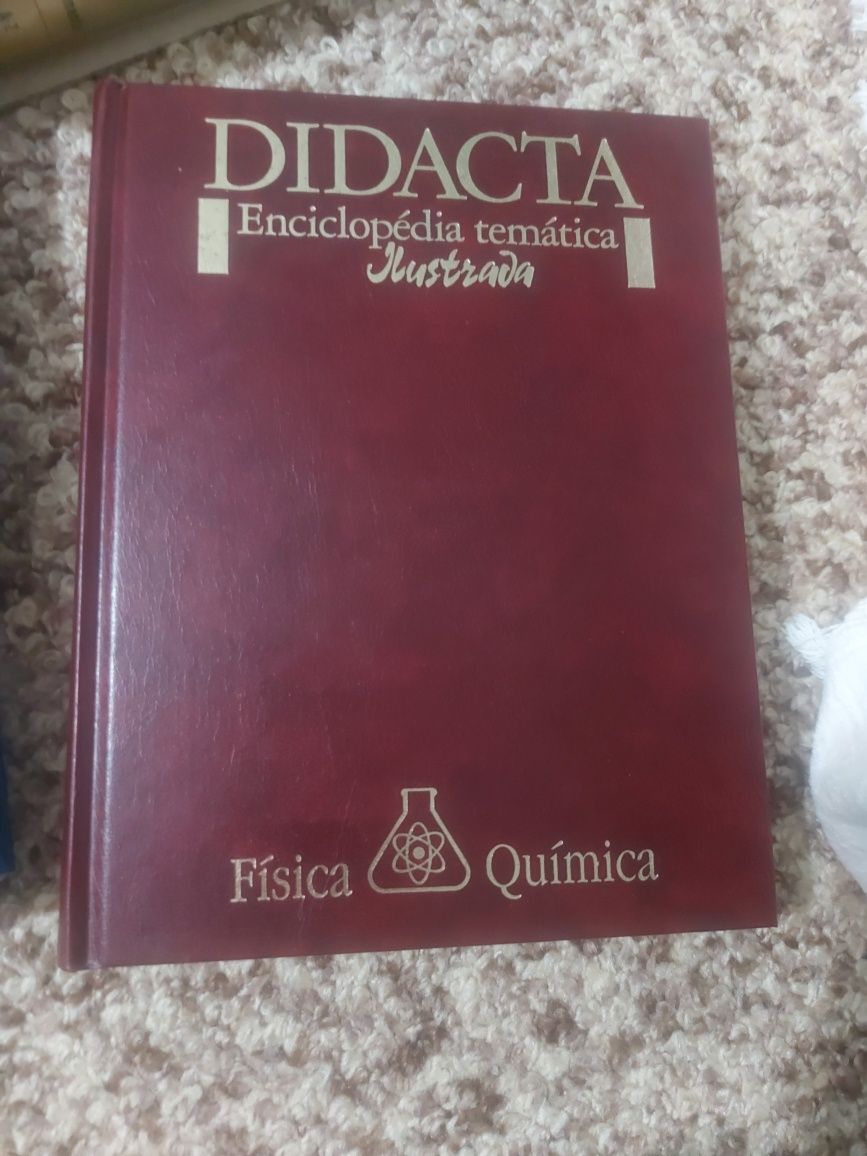 DIDACTA
Enciclopédia temática
Ilustrada
Física Química